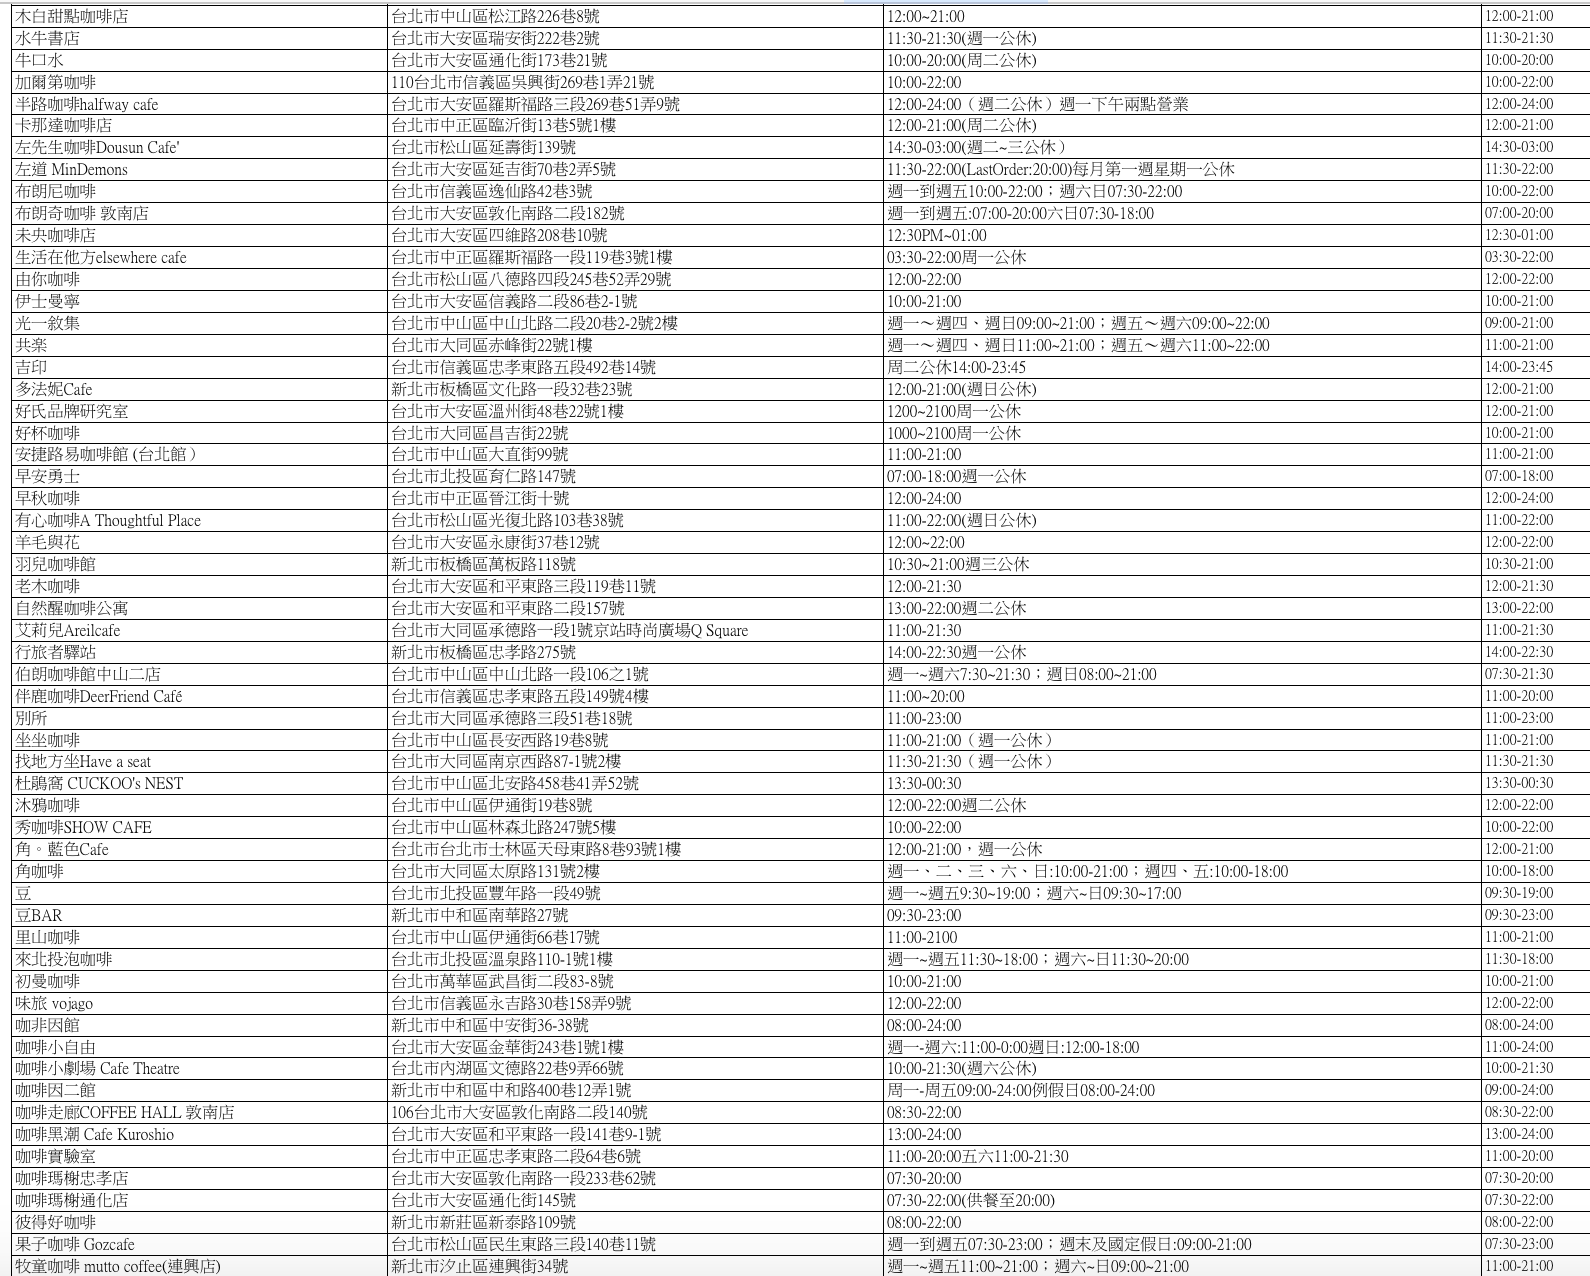 木白甜點咖啡店 台北市中山區松江路226巷8號 12:00~21:00 12:00-21:00
水牛書店 台北市大安區瑞安街222巷2號 11:30-21:30(週一公休) 11:30-21:30
牛口水 台北市大安區通化街173巷21號 10:00-20:00(周二公休) 10:00-20:00
加爾第咖啡 110台北市信義區吳興街269巷1弄21號 10:00-22:00 10:00-22:00
半路咖啡halfway cafe 台北市大安區羅斯福路三段269巷51弄9號 12:00-24:00（週二公休）週一下午兩點營業 12:00-24:00
卡那達咖啡店 台北市中正區臨沂街13巷5號1樓 12:00-21:00(周二公休) 12:00-21:00
左先生咖啡Dousun Cafe' 台北市松山區延壽街139號 14:30-03:00(週二~三公休） 14:30-03:00
左道 MinDemons 台北市大安區延吉街70巷2弄5號 11:30-22:00(LastOrder:20:00)每月第一週星期一公休 11:30-22:00
布朗尼咖啡 台北市信義區逸仙路42巷3號 週一到週五10:00-22:00；週六日07:30-22:00 10:00-22:00
布朗奇咖啡 敦南店 台北市大安區敦化南路二段182號 週一到週五:07:00-20:00六日07:30-18:00 07:00-20:00
未央咖啡店 台北市大安區四維路208巷10號 12:30PM~01:00 12:30-01:00
生活在他方elsewhere cafe 台北市中正區羅斯福路一段119巷3號1樓 03:30-22:00周一公休 03:30-22:00
由你咖啡 台北市松山區八德路四段245巷52弄29號 12:00-22:00 12:00-22:00
伊士曼寧 台北市大安區信義路二段86巷2-1號 10:00-21:00 10:00-21:00
光一敘集 台北市中山區中山北路二段20巷2-2號2樓 週一～週四、週日09:00~21:00；週五～週六09:00~22:00 09:00-21:00
共楽 台北市大同區赤峰街22號1樓 週一～週四、週日11:00~21:00；週五～週六11:00~22:00 11:00-21:00
吉印 台北市信義區忠孝東路五段492巷14號 周二公休14:00-23:45 14:00-23:45
多法妮Cafe 新北市板橋區文化路一段32巷23號 12:00-21:00(週日公休) 12:00-21:00
好氏品牌研究室 台北市大安區溫州街48巷22號1樓 1200~2100周一公休 12:00-21:00
好杯咖啡 台北市大同區昌吉街22號 1000~2100周一公休 10:00-21:00
安捷路易咖啡館 (台北館） 台北市中山區大直街99號 11:00-21:00 11:00-21:00
早安勇士 台北市北投區育仁路147號 07:00-18:00週一公休 07:00-18:00
早秋咖啡 台北市中正區晉江街十號 12:00-24:00 12:00-24:00
有心咖啡A Thoughtful Place 台北市松山區光復北路103巷38號 11:00-22:00(週日公休) 11:00-22:00
羊毛與花 台北市大安區永康街37巷12號 12:00~22:00 12:00-22:00
羽兒咖啡館 新北市板橋區萬板路118號 10:30~21:00週三公休 10:30-21:00
老木咖啡 台北市大安區和平東路三段119巷11號 12:00-21:30 12:00-21:30
自然醒咖啡公寓 台北市大安區和平東路二段157號 13:00-22:00週二公休 13:00-22:00
艾莉兒Areilcafe 台北市大同區承德路一段1號京站時尚廣場Q Square 11:00-21:30 11:00-21:30
行旅者驛站 新北市板橋區忠孝路275號 14:00-22:30週一公休 14:00-22:30
伯朗咖啡館中山二店 台北市中山區中山北路一段106之1號 週一~週六7:30~21:30；週日08:00~21:00 07:30-21:30
伴鹿咖啡DeerFriend Café 台北市信義區忠孝東路五段149號4樓 11:00~20:00 11:00-20:00
別所 台北市大同區承德路三段51巷18號 11:00-23:00 11:00-23:00
坐坐咖啡 台北市中山區長安西路19巷8號 11:00-21:00（週一公休） 11:00-21:00
找地方坐Have a seat 台北市大同區南京西路87-1號2樓 11:30-21:30（週一公休） 11:30-21:30
杜鵑窩 CUCKOO's NEST 台北市中山區北安路458巷41弄52號 13:30-00:30 13:30-00:30
沐鴉咖啡 台北市中山區伊通街19巷8號 12:00-22:00週二公休 12:00-22:00
秀咖啡SHOW CAFE 台北市中山區林森北路247號5樓 10:00-22:00 10:00-22:00
角。藍色Cafe 台北市台北市士林區天母東路8巷93號1樓 12:00-21:00，週一公休 12:00-21:00
角咖啡 台北市大同區太原路131號2樓 週一、二、三、六、日:10:00-21:00；週四、五:10:00-18:00 10:00-18:00
豆 台北市北投區豐年路一段49號 週一~週五9:30~19:00；週六~日09:30~17:00 09:30-19:00
豆BAR 新北市中和區南華路27號 09:30-23:00 09:30-23:00
里山咖啡 台北市中山區伊通街66巷17號 11:00-2100 11:00-21:00
來北投泡咖啡 台北市北投區溫泉路110-1號1樓 週一~週五11:30~18:00；週六~日11:30~20:00 11:30-18:00
初曼咖啡 台北市萬華區武昌街二段83-8號 10:00-21:00 10:00-21:00
味旅 vojago 台北市信義區永吉路30巷158弄9號 12:00-22:00 12:00-22:00
咖啡因館 新北市中和區中安街36-38號 08:00-24:00 08:00-24:00
咖啡小自由 台北市大安區金華街243巷1號1樓 週一-週六:11:00-0:00週日:12:00-18:00 11:00-24:00
咖啡小劇場 Cafe Theatre 台北市內湖區文德路22巷9弄66號 10:00-21:30(週六公休) 10:00-21:30
咖啡因二館 新北市中和區中和路400巷12弄1號 周一-周五09:00-24:00例假日08:00-24:00 09:00-24:00
咖啡走廊COFFEE HALL 敦南店 106台北市大安區敦化南路二段140號 08:30-22:00 08:30-22:00
咖啡黑潮 Cafe Kuroshio 台北市大安區和平東路一段141巷9-1號 13:00-24:00 13:00-24:00
咖啡實驗室 台北市中正區忠孝東路二段64巷6號 11:00-20:00五六11:00-21:30 11:00-20:00
咖啡瑪榭忠孝店 台北市大安區敦化南路一段233巷62號 07:30-20:00 07:30-20:00
咖啡瑪榭通化店 台北市大安區通化街145號 07:30-22:00(供餐至20:00) 07:30-22:00
彼得好咖啡 新北市新莊區新泰路109號 08:00-22:00 08:00-22:00
果子咖啡 Gozcafe 台北市松山區民生東路三段140巷11號 週一到週五07:30-23:00；週末及國定假日:09:00-21:00 07:30-23:00
牧童咖啡 mutto coffee(連興店) 新北市汐止區連興街34號 週一~週五11:00~21:00；週六~日09:00~21:00 11:00-21:00